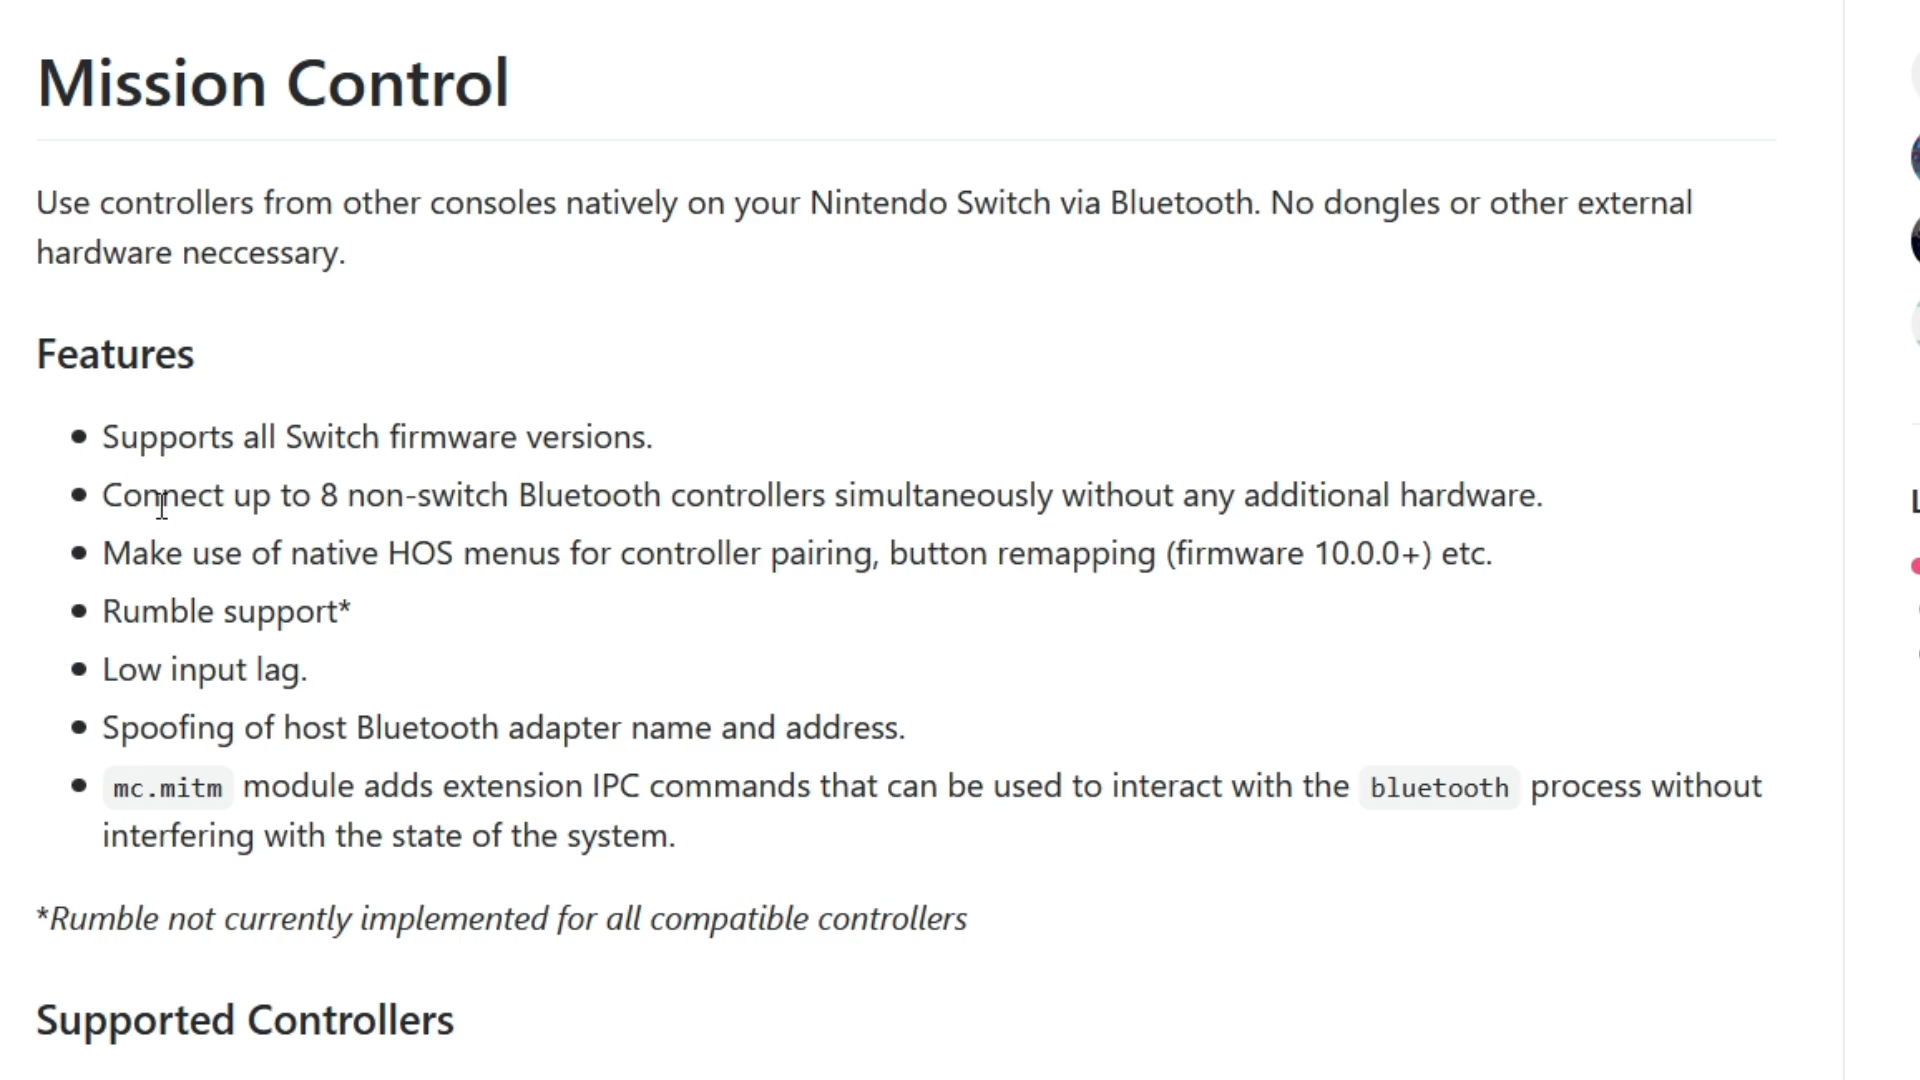 Mission Control
Use controllers from other consoles natively on your Nintendo Switch via Bluetooth. No dongles or other external
hardware neccessary.
Features
Supports all Switch firmware versions.
Connect up to 8 non-switch Bluetooth controllers simultaneously without any additional hardware.
Make use of native HOS menus for controller pairing, button remapping (firmware 10.0.0+) etc.
Rumble support*
Low input lag.
Spoofing of host Bluetooth adapter name and address.
mc.mitm module adds extension IPC commands that can be used to interact with the bluetooth process without
interfering with the state of the system.
*Rumble not currently implemented for all compatible controllers
Supported Controllers